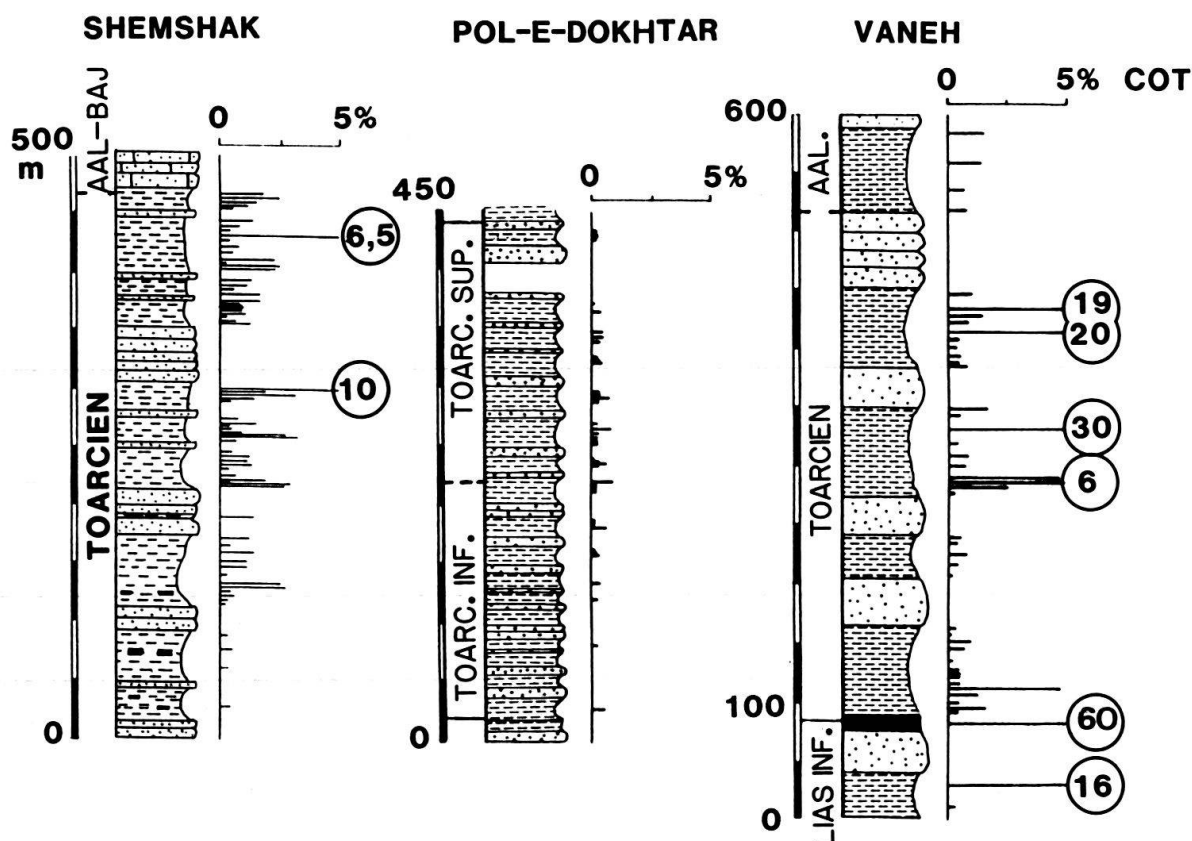 SHEMSHAK
POL-E-DOKHTAR
VANEH
0 5% COT
600
AAL-BAJ
0 5%
500
m
AAL.
0 5%
450
6,5
TOARC. SUP.
19
20
10
30
TOARCIEN
TOARCIEN
6
TOARC. INF.
100
60
0
0
LIAS INF.
16
0